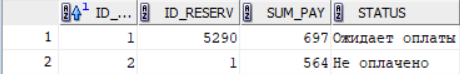 ID_... ID_RESERV SUM_PAY STATUS
1 1 5290 697 Ожидает оплаты
2 2 1 564 Не оплачено